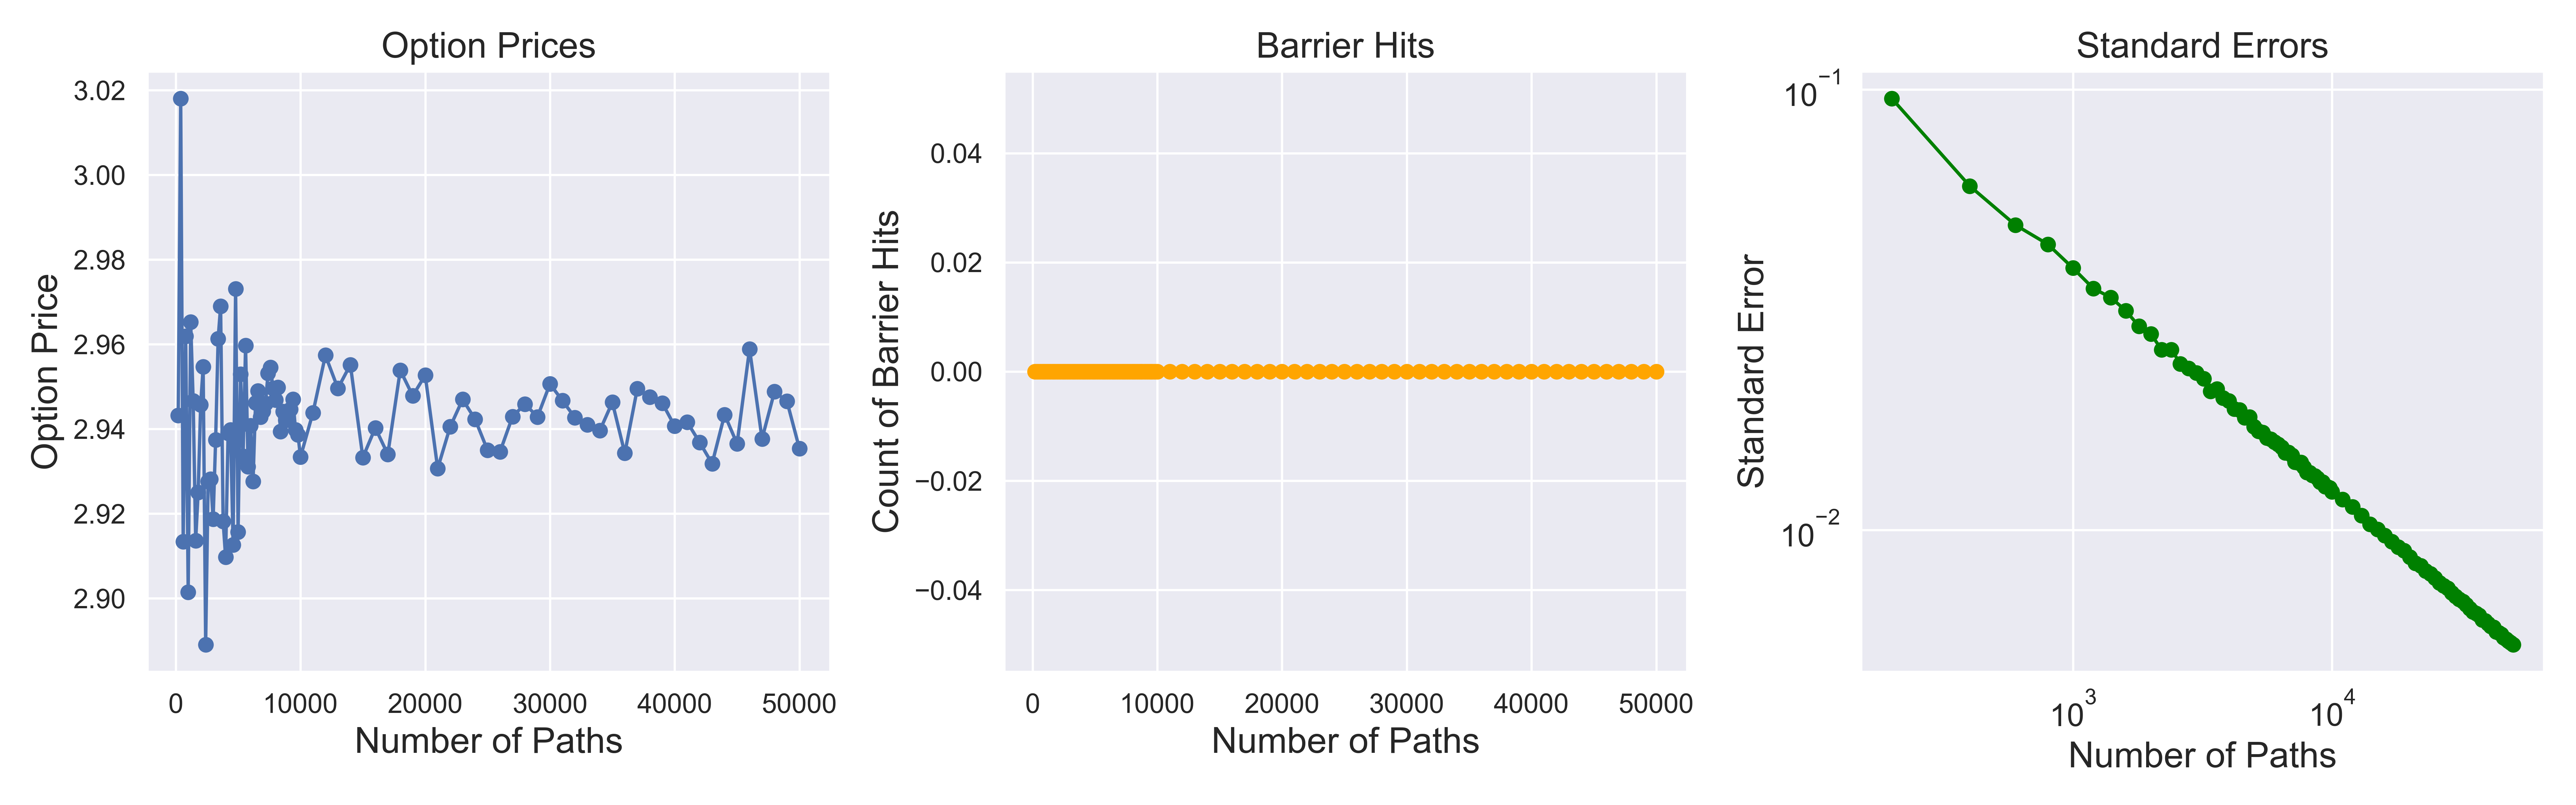 Option Prices
Option Price
3.02
3.00
2.98
2.96
2.94
2.92
2.90
0 10000 20000 30000 40000 50000
Number of Paths
Barrier Hits
Count of Barrier Hits
0.04
0.02
0.00
−0.02
−0.04
0 10000 20000 30000 40000 50000
Number of Paths
Standard Errors
Standard Error
10⁻¹
10⁻²
10³ 10⁴
Number of Paths